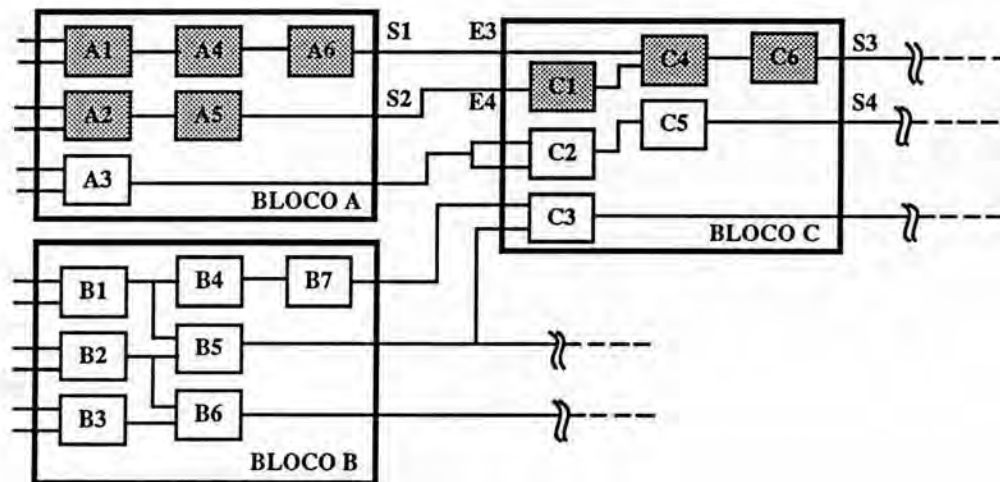 A1 A4 A6 S1 E3
A2 A5 S2 E4
A3
BLOCO A
C1 C4 C6 S3
C2 C5 S4
C3
BLOCO C
B1 B4 B7
B2 B5
B3 B6
BLOCO B